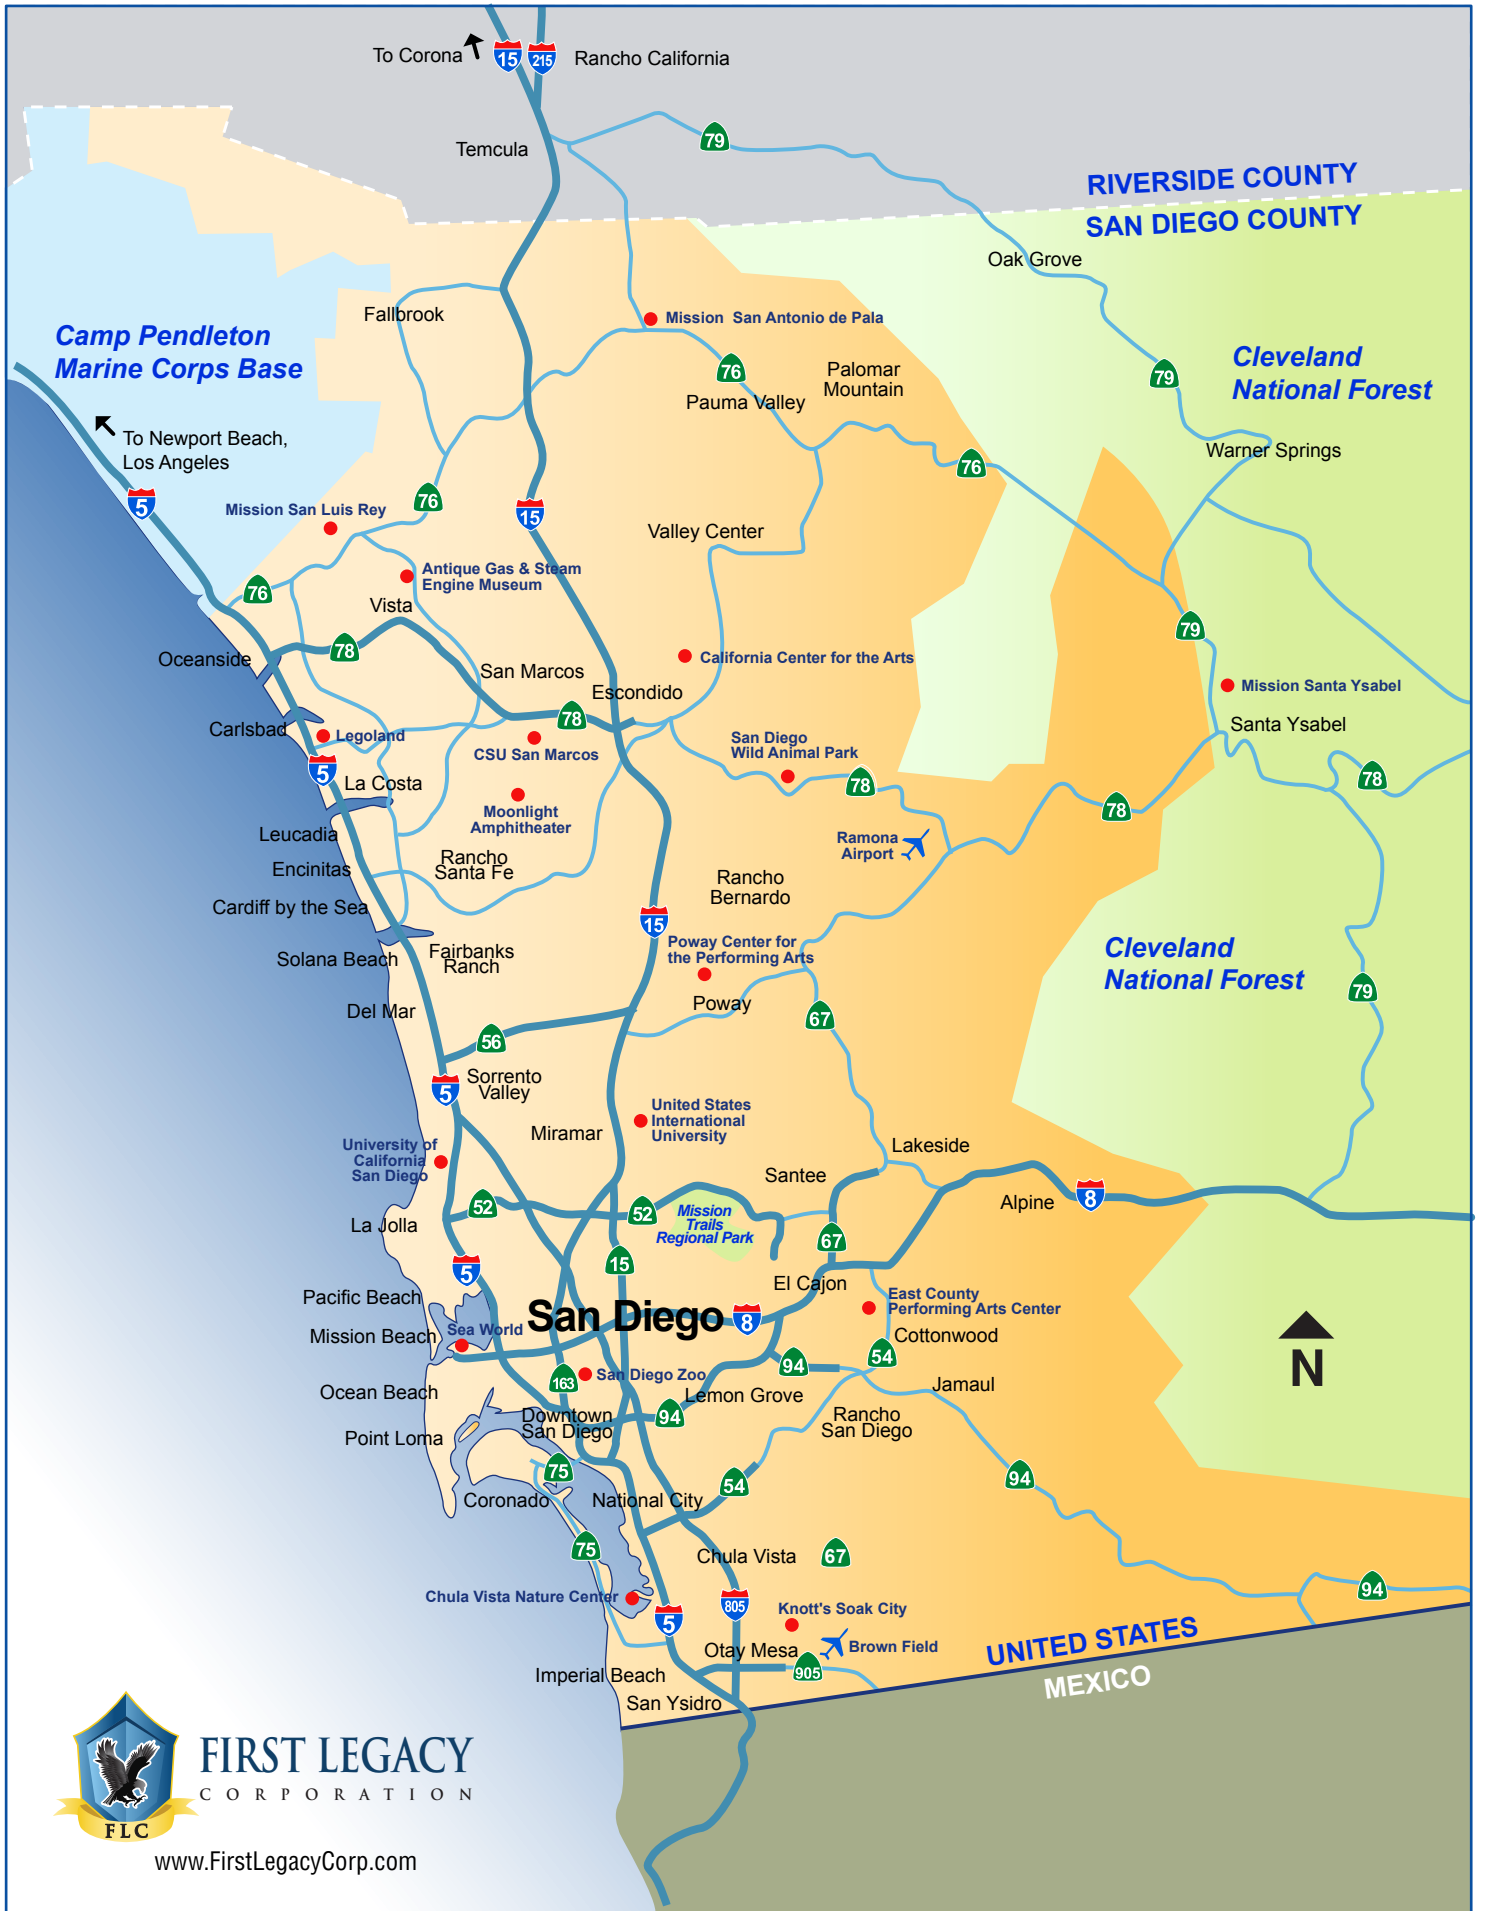 To Corona
15
215
Rancho California
Temcula
79
RIVERSIDE COUNTY
SAN DIEGO COUNTY
Oak Grove
Fallbrook
Mission San Antonio de Pala
Camp Pendleton
Marine Corps Base
76
Palomar
Mountain
Pauma Valley
79
Cleveland
National Forest
To Newport Beach,
Los Angeles
Warner Springs
76
5
76
Mission San Luis Rey
15
Valley Center
Antique Gas & Steam
Engine Museum
76
Vista
79
78
Oceanside
California Center for the Arts
San Marcos
Escondido
Mission Santa Ysabel
78
Santa Ysabel
Carlsbad
Legoland
CSU San Marcos
San Diego
Wild Animal Park
5
La Costa
78
78
78
Moonlight
Amphitheater
Leucadia
Ramona
Airport
Rancho
Santa Fe
Encinitas
Rancho
Bernardo
Cardiff by the Sea
15
Poway Center for
the Performing Arts
Fairbanks
Ranch
Solana Beach
Cleveland
National Forest
79
Del Mar
Poway
67
56
Sorrento
Valley
5
United States
International
University
Miramar
University of
California
San Diego
Lakeside
Santee
Alpine
8
52
52
Mission
Trails
Regional Park
La Jolla
67
15
5
El Cajon
Pacific Beach
East County
Performing Arts Center
San Diego
8
Mission Beach
Sea World
Cottonwood
54
94
163
San Diego Zoo
Ocean Beach
Lemon Grove
Jamaul
Downtown
San Diego
94
Rancho
San Diego
Point Loma
75
54
94
Coronado
National City
75
Chula Vista
67
Chula Vista Nature Center
5
805
Knott's Soak City
94
Otay Mesa
Brown Field
905
UNITED STATES
MEXICO
Imperial Beach
San Ysidro
N
FIRST LEGACY
CORPORATION
FLC
www.FirstLegacyCorp.com